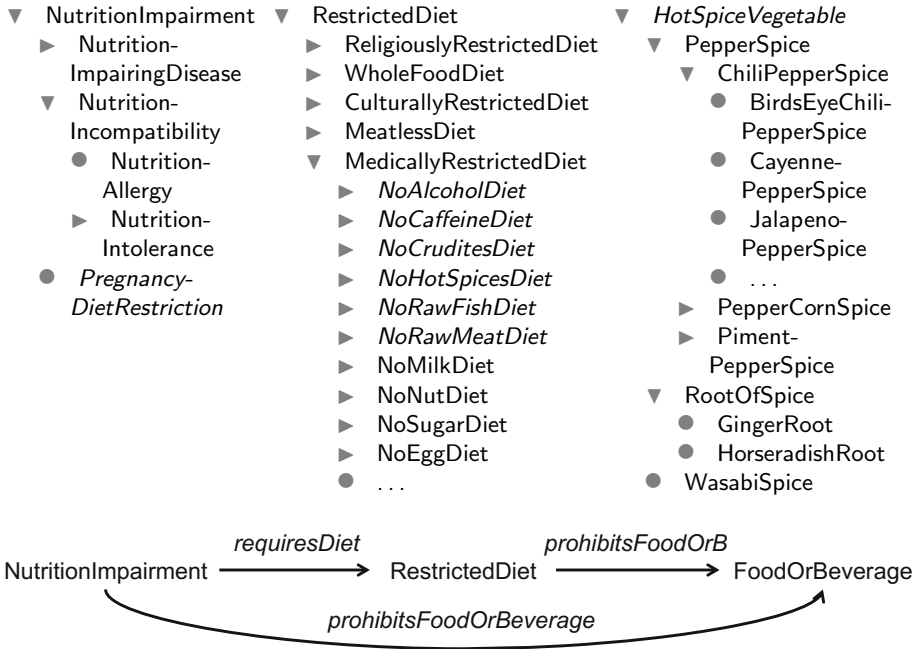 NutritionImpairment
Nutrition-
ImpairingDisease
Nutrition-
Incompatibility
Nutrition-
Allergy
Nutrition-
Intolerance
Pregnancy-
DietRestriction
RestrictedDiet
ReligiouslyRestrictedDiet
WholeFoodDiet
CulturallyRestrictedDiet
MeatlessDiet
MedicallyRestrictedDiet
NoAlcoholDiet
NoCaffeineDiet
NoCruditesDiet
NoHotSpicesDiet
NoRawFishDiet
NoRawMeatDiet
NoMilkDiet
NoNutDiet
NoSugarDiet
NoEggDiet
...
HotSpiceVegetable
PepperSpice
ChiliPepperSpice
BirdsEyeChili-
PepperSpice
Cayenne-
PepperSpice
Jalapeno-
PepperSpice
...
PepperCornSpice
Piment-
PepperSpice
RootOfSpice
GingerRoot
HorseradishRoot
WasabiSpice
requiresDiet
prohibitsFoodOrB
NutritionImpairment
RestrictedDiet
FoodOrBeverage
prohibitsFoodOrBeverage